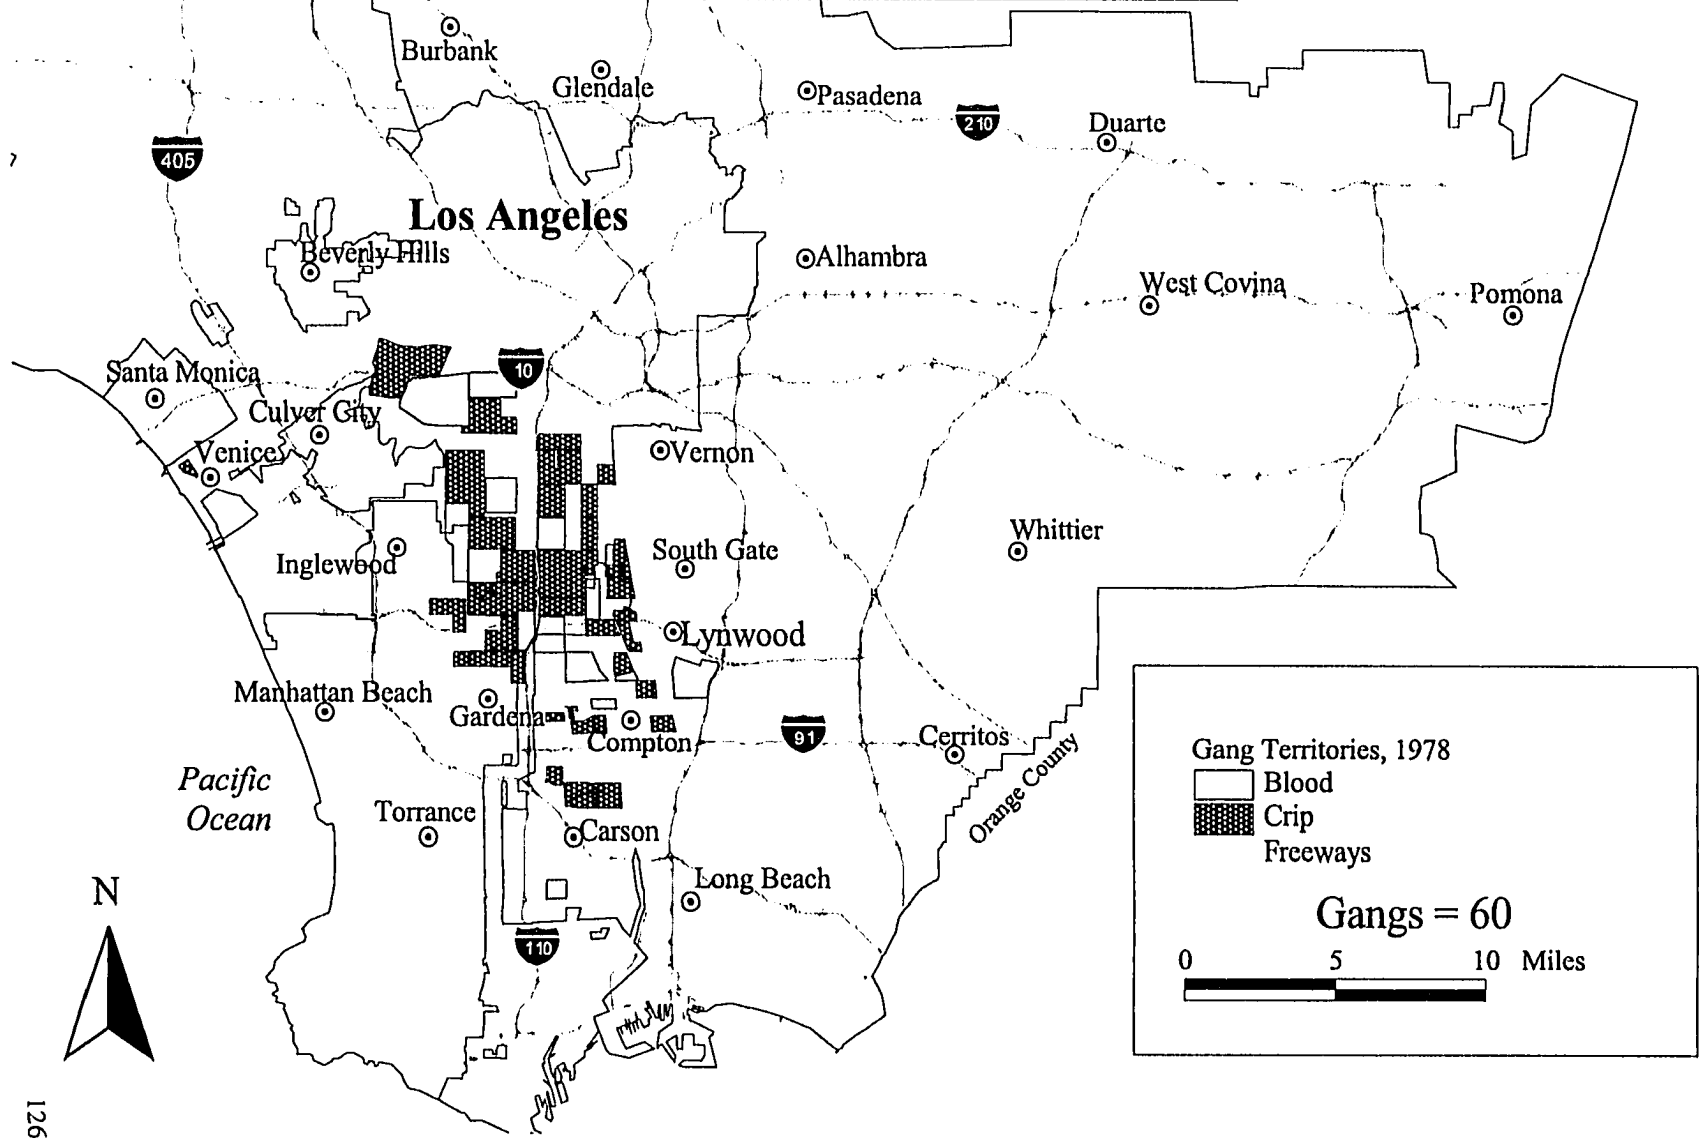 Burbank
Glendale
Pasadena
210
Duarte
405
Los Angeles
Beverly Hills
Alhambra
West Covina
Pomona
Santa Monica
10
Culver City
Venice
Vernon
Whittier
Inglewood
South Gate
Lynwood
Manhattan Beach
Gardena
Compton
91
Cerritos
Orange County
Pacific
Ocean
Torrance
Carson
Long Beach
110
N
Gang Territories, 1978
Blood
Crip
Freeways
Gangs = 60
0 5 10 Miles
126